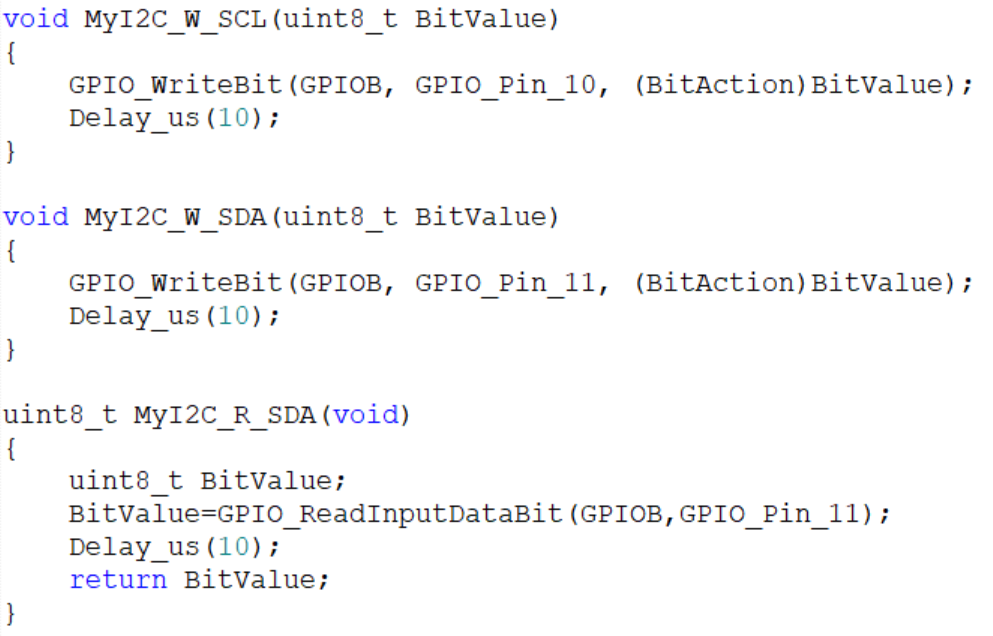 void MyI2C_W_SCL(uint8_t BitValue)
{
    GPIO_WriteBit(GPIOB, GPIO_Pin_10, (BitAction)BitValue);
    Delay_us(10);
}

void MyI2C_W_SDA(uint8_t BitValue)
{
    GPIO_WriteBit(GPIOB, GPIO_Pin_11, (BitAction)BitValue);
    Delay_us(10);
}

uint8_t MyI2C_R_SDA(void)
{
    uint8_t BitValue;
    BitValue=GPIO_ReadInputDataBit(GPIOB,GPIO_Pin_11);
    Delay_us(10);
    return BitValue;
}